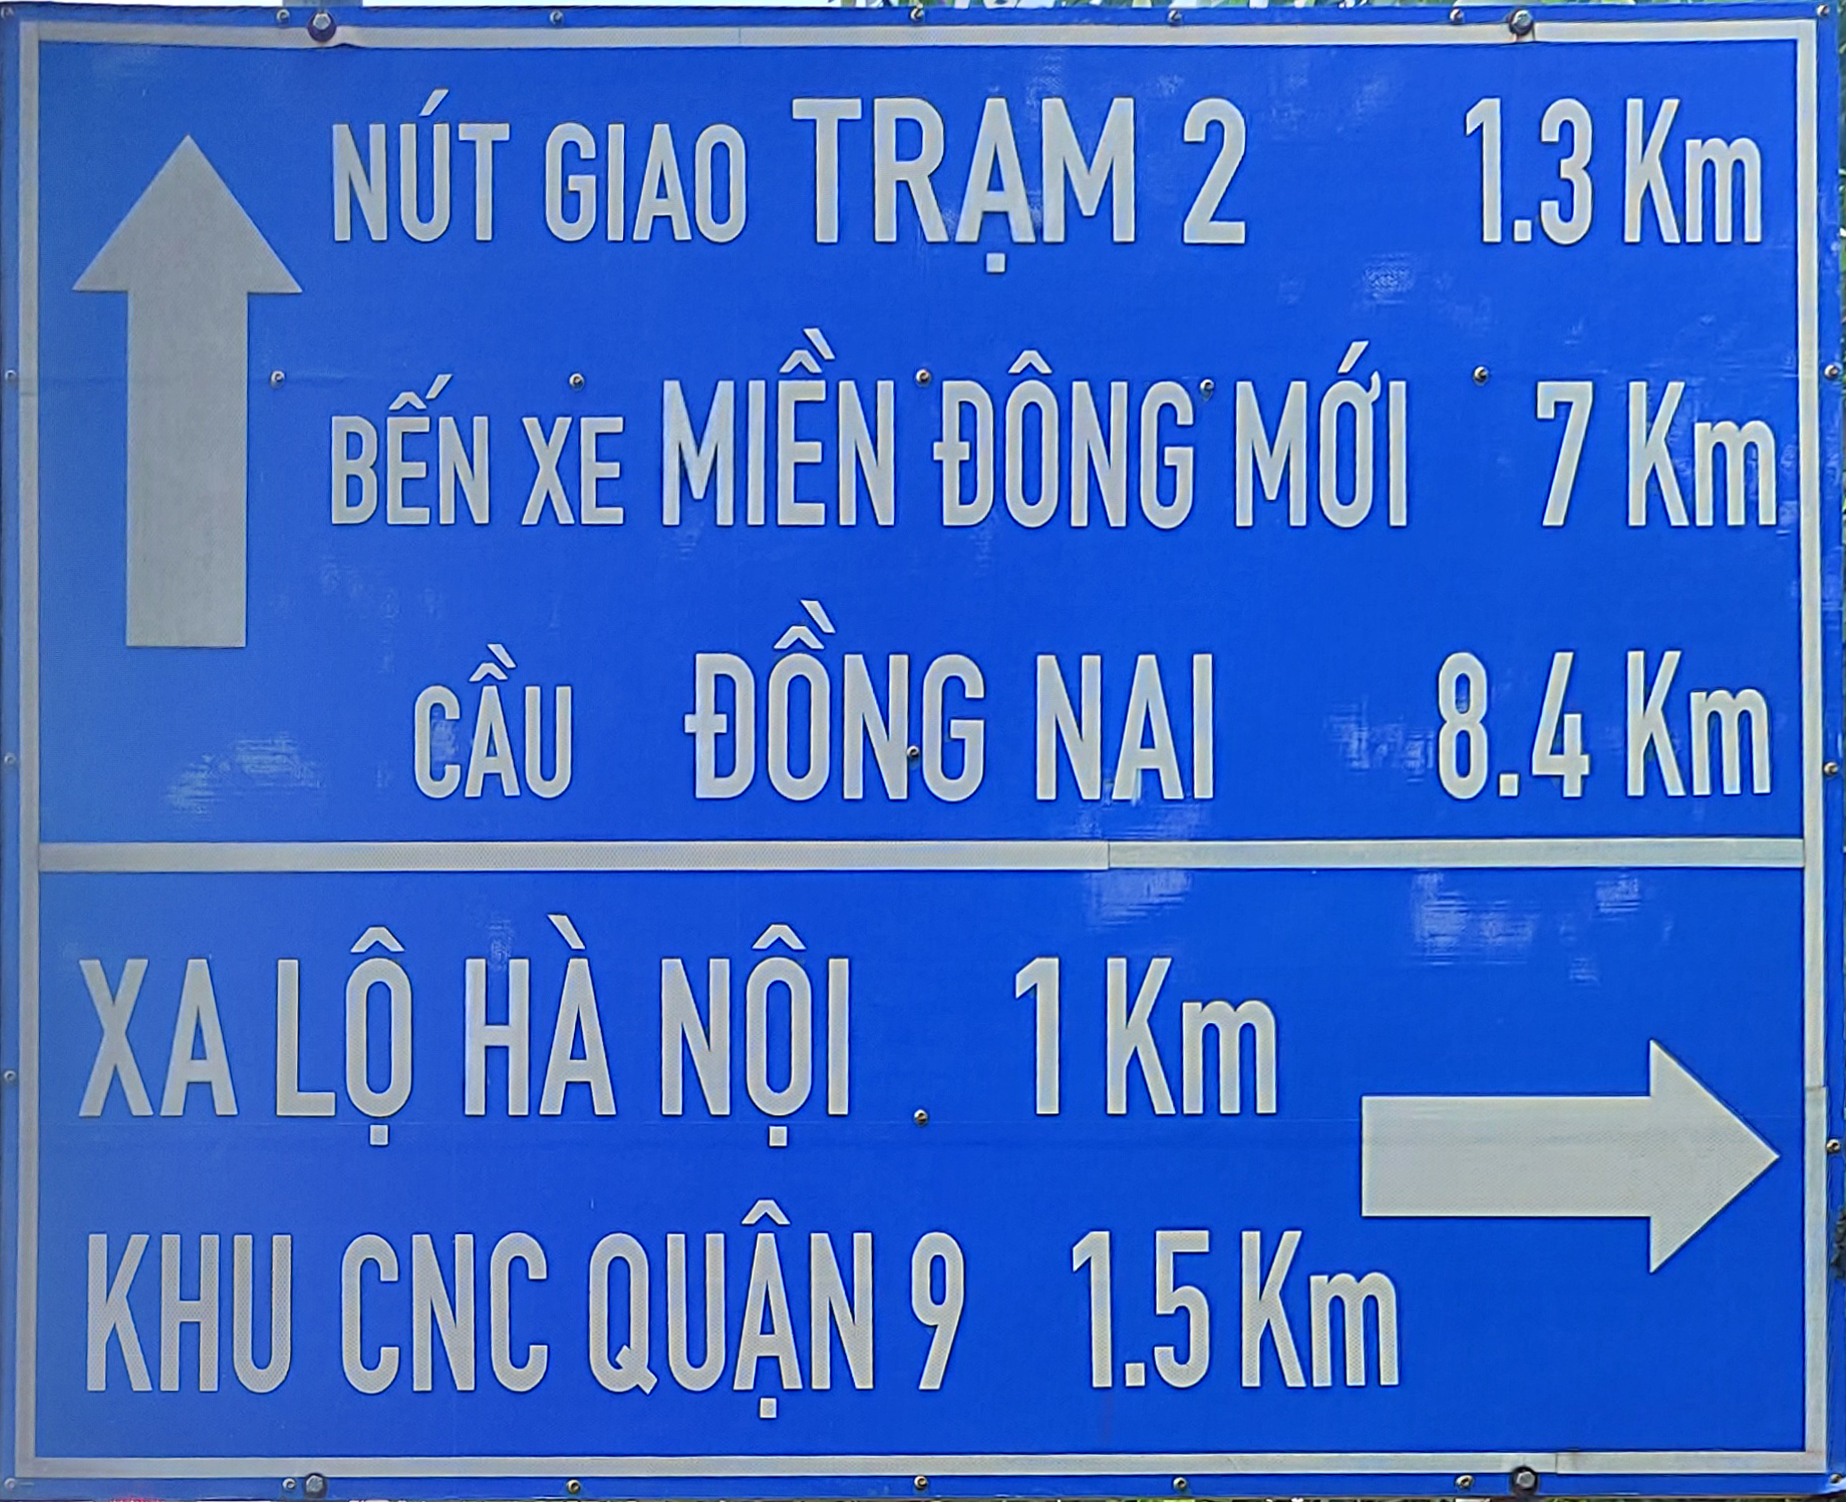 NÚT GIAO TRẠM 2 1.3 Km
BẾN XE MIỀN ĐÔNG MỚI 7 Km
CẦU ĐỒNG NAI 8.4 Km
XA LỘ HÀ NỘI 1 Km
KHU CNC QUẬN 9 1.5 Km